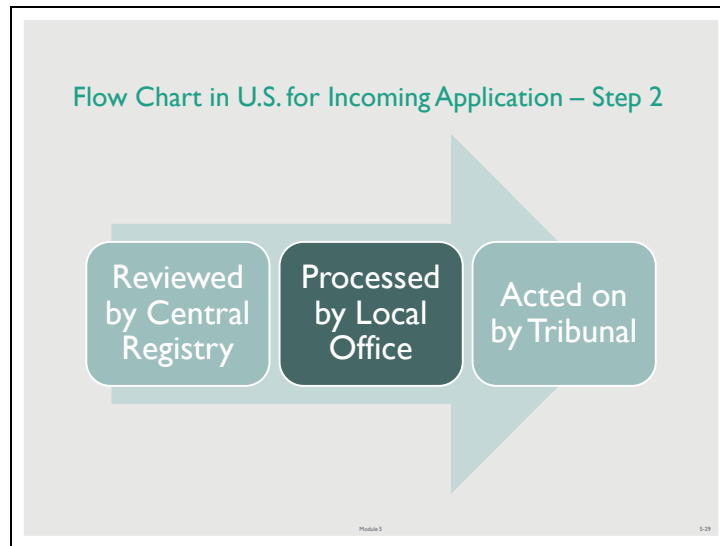 Flow Chart in U.S. for Incoming Application – Step 2
Reviewed
by Central
Registry
Processed
by Local
Office
Acted on
by Tribunal
Module 5
5-29